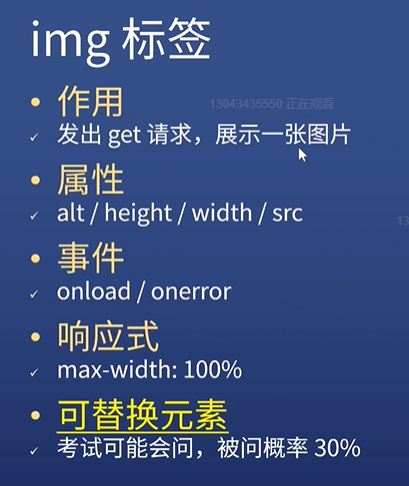 img 标签
• 作用
13043435550 正在观看
✓ 发出 get 请求，展示一张图片
• 属性
✓ alt / height / width / src
13
• 事件
✓ onload / onerror
• 响应式
✓ max-width: 100%
• 可替换元素
✓ 考试可能会问，被问概率 30%